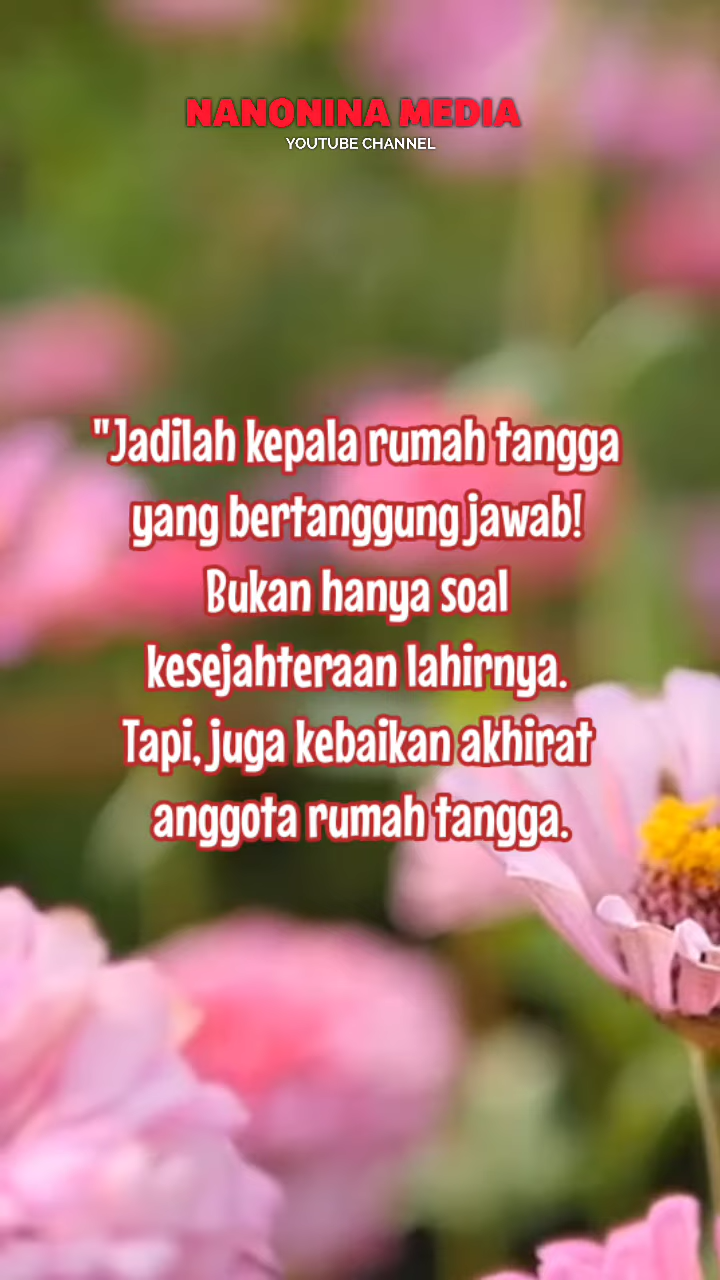 NANONINA MEDIA
YOUTUBE CHANNEL
"Jadilah kepala rumah tangga
yang bertanggung jawab!
Bukan hanya soal
kesejahteraan lahirnya.
Tapi, juga kebaikan akhirat
anggota rumah tangga.